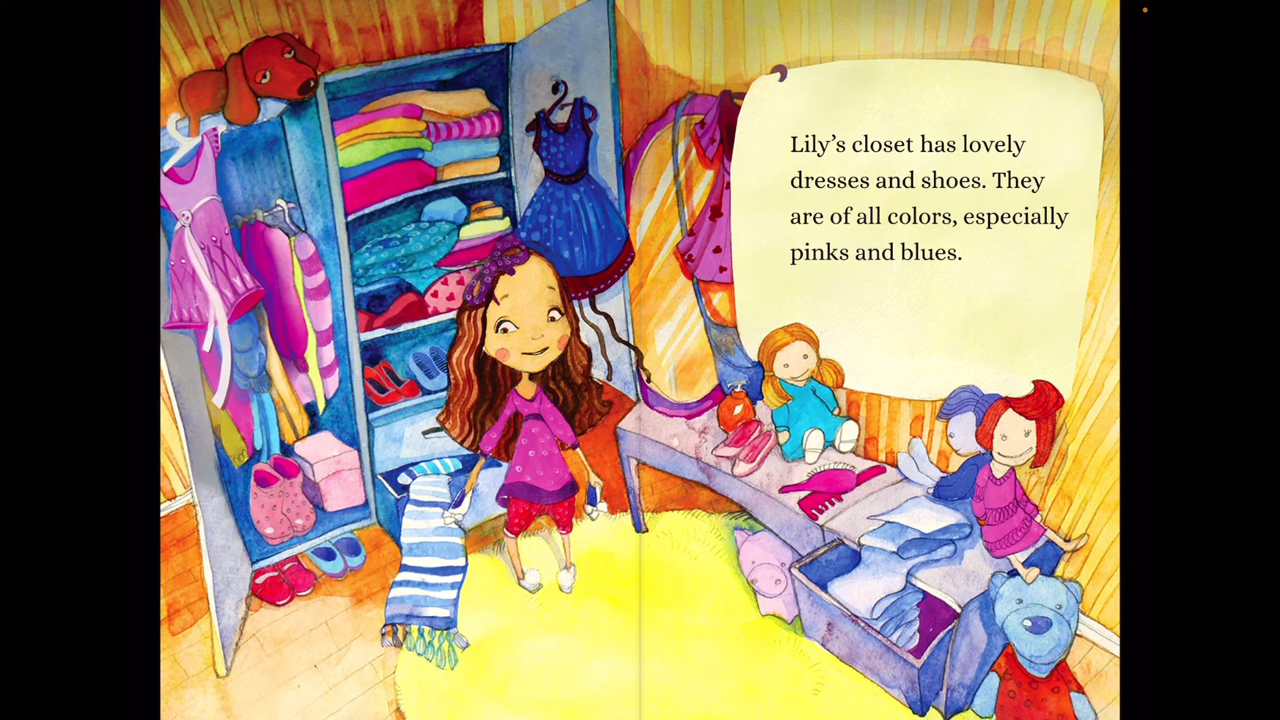 Lily’s closet has lovely
dresses and shoes. They
are of all colors, especially
pinks and blues.